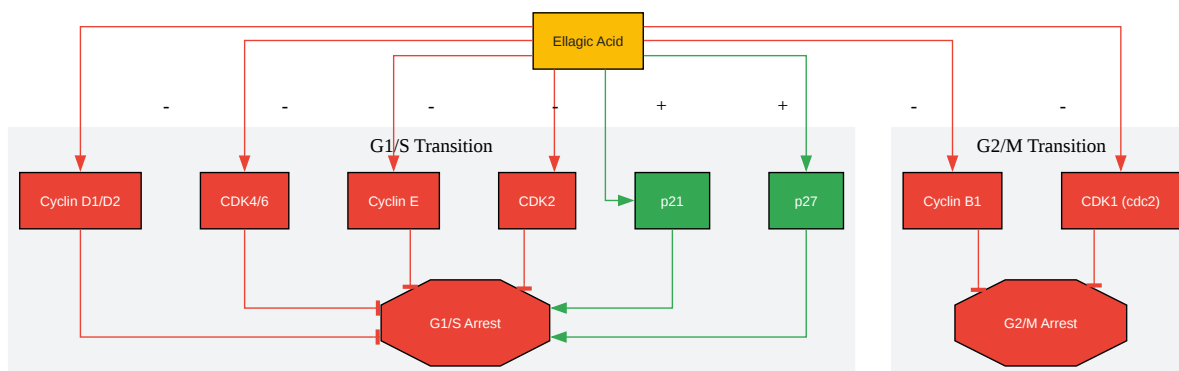 Ellagic Acid
- - - - + + - -
G1/S Transition
G2/M Transition
Cyclin D1/D2
CDK4/6
Cyclin E
CDK2
p21
p27
Cyclin B1
CDK1 (cdc2)
G1/S Arrest
G2/M Arrest